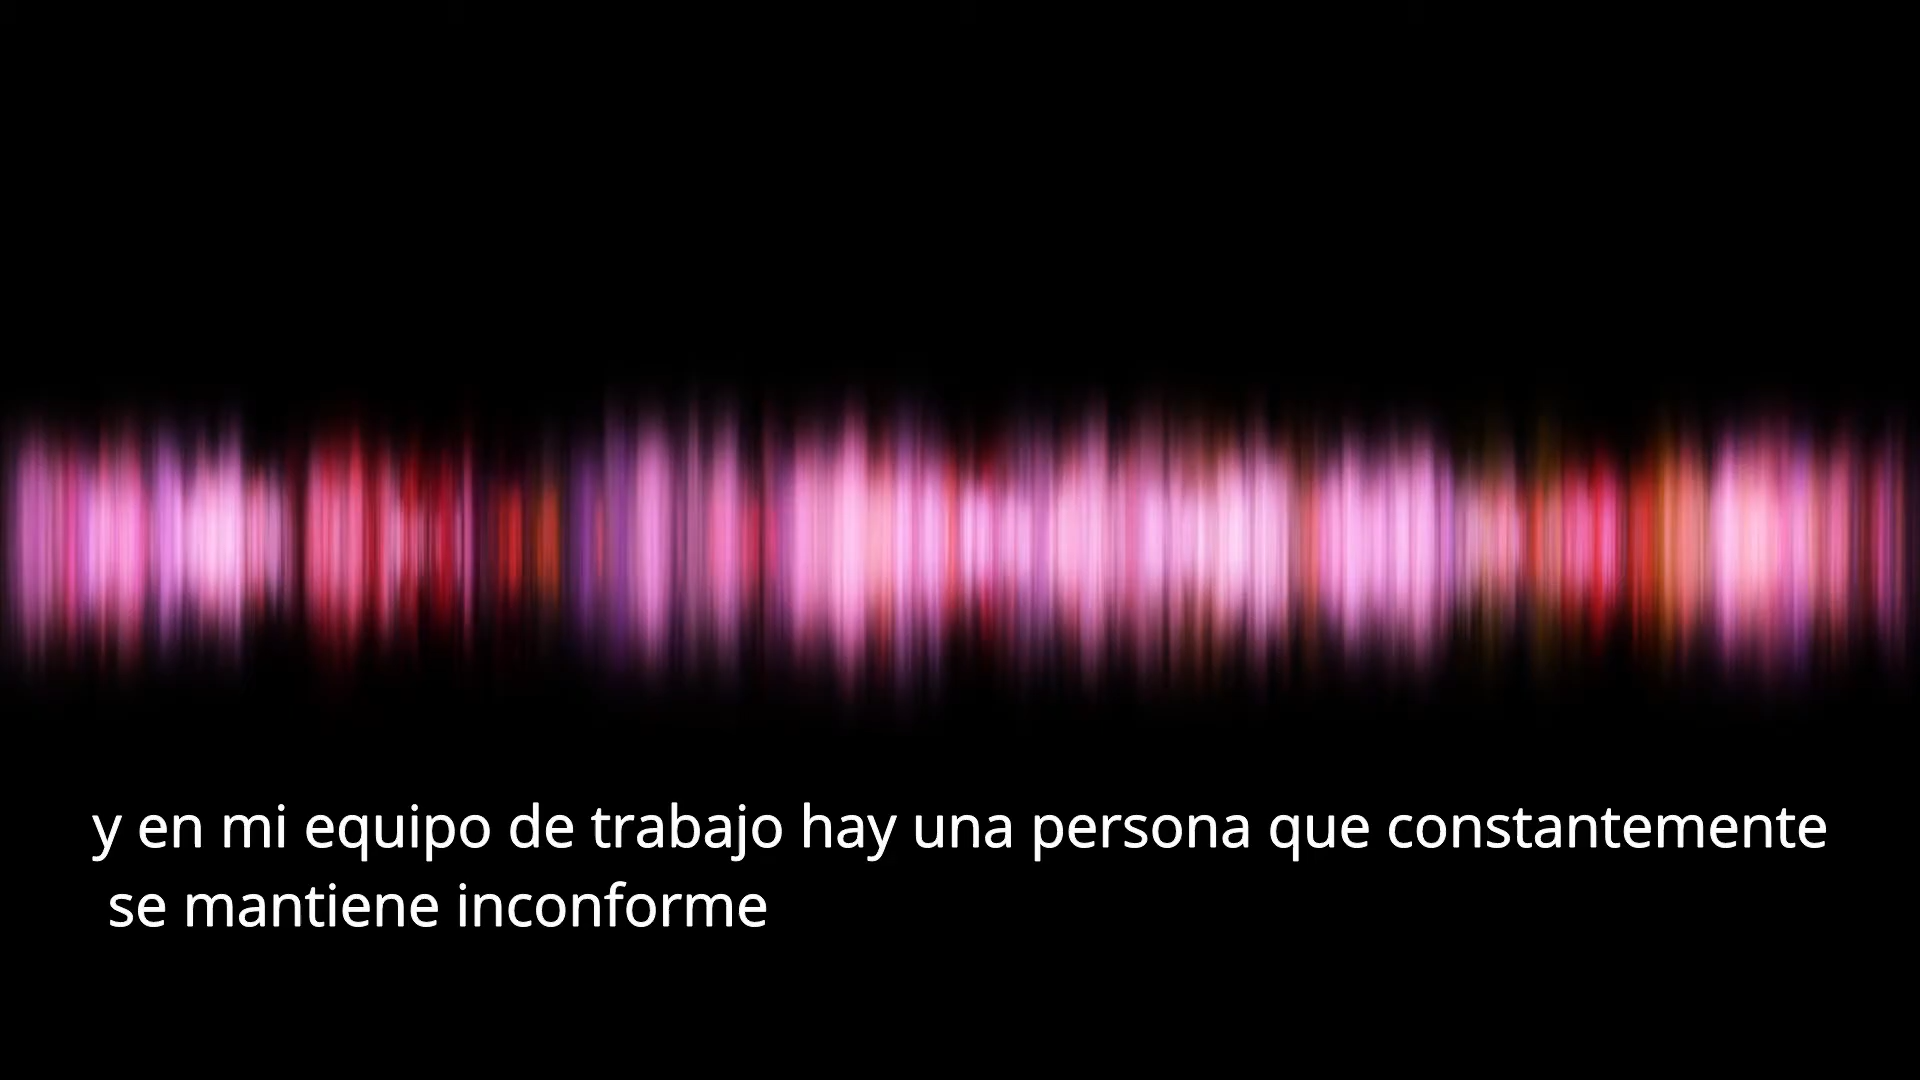 y en mi equipo de trabajo hay una persona que constantemente
se mantiene inconforme